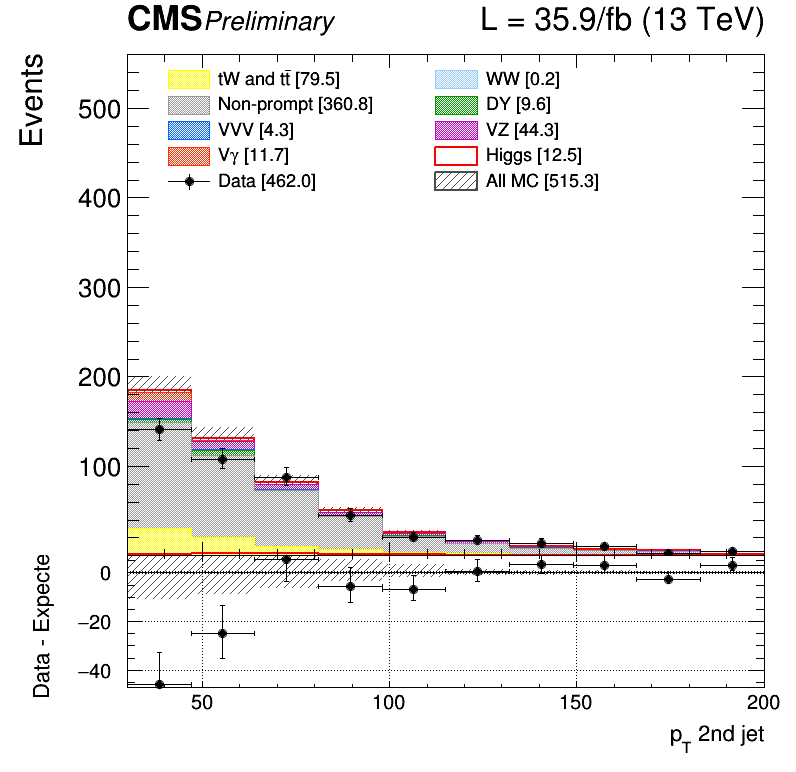 CMS Preliminary L = 35.9/fb (13 TeV)
Events
tW and tt̄ [79.5] WW [0.2]
Non-prompt [360.8] DY [9.6]
VVV [4.3] VZ [44.3]
Vγ [11.7] Higgs [12.5]
Data [462.0] All MC [515.3]
500
400
300
200
100
Data - Expecte
0
−20
−40
50 100 150 200
p_T 2nd jet